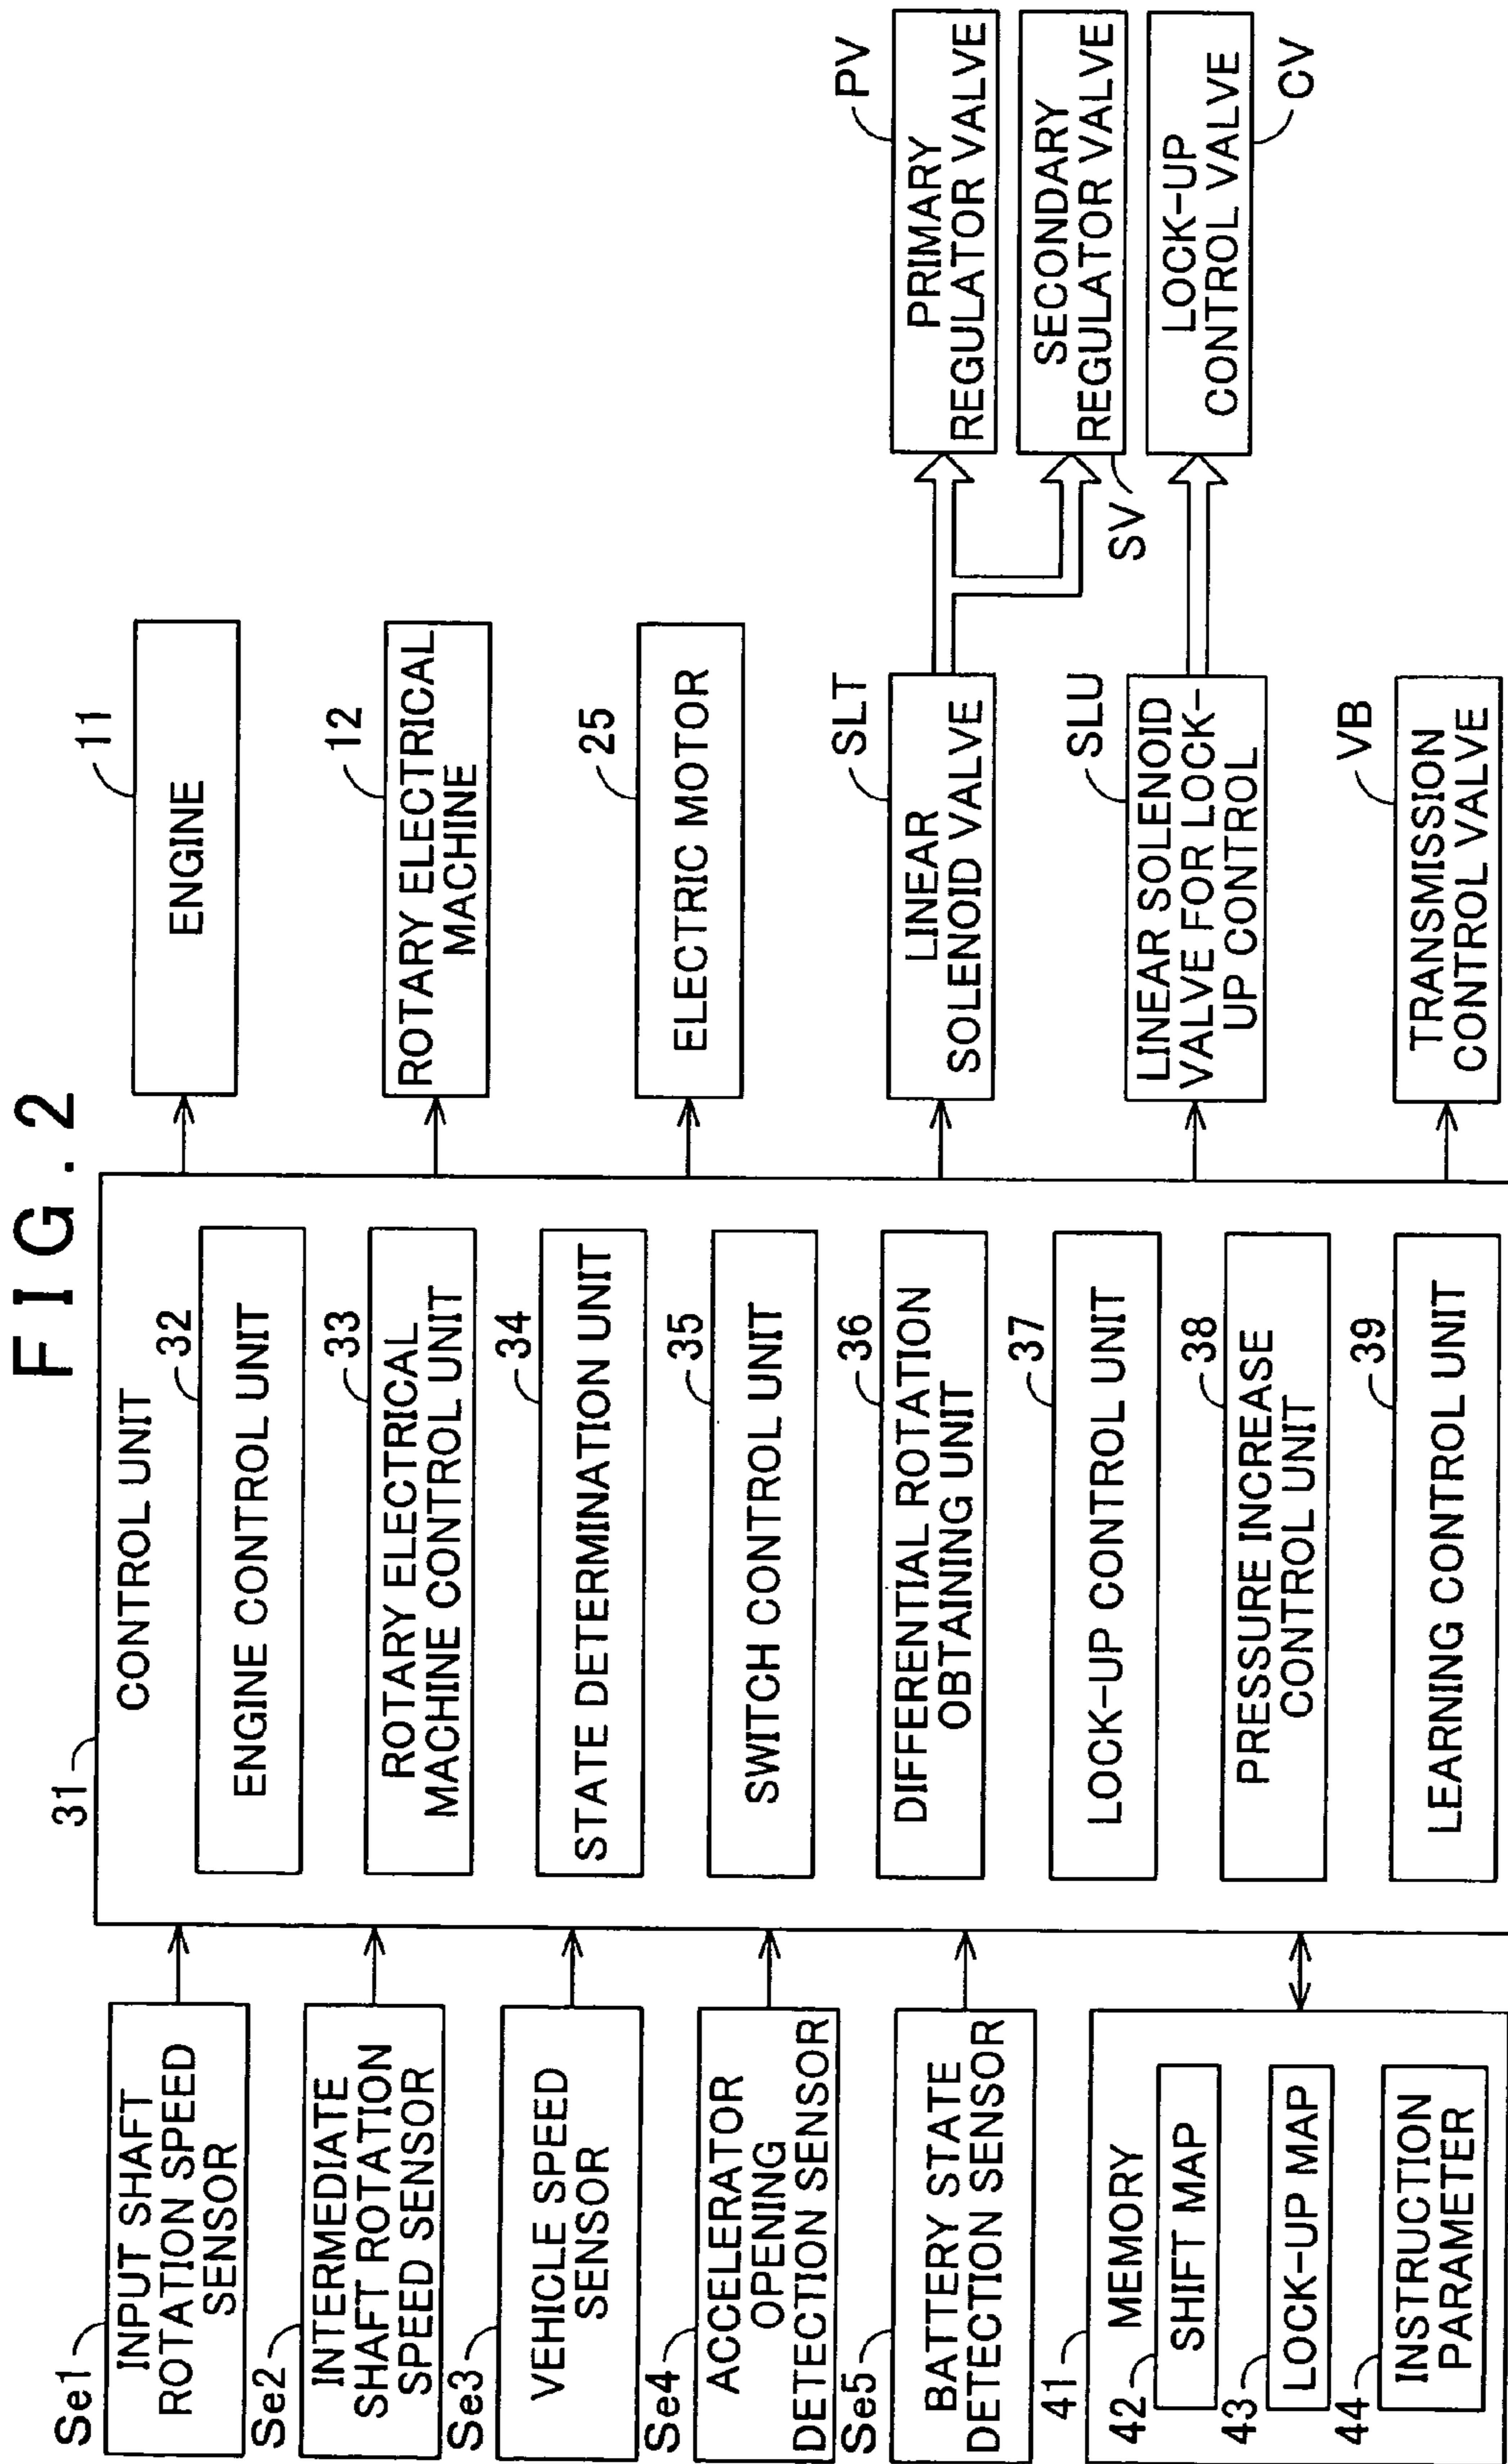 FIG. 2
Se1
INPUT SHAFT
ROTATION SPEED
SENSOR
Se2
INTERMEDIATE
SHAFT ROTATION
SPEED SENSOR
Se3
VEHICLE SPEED
SENSOR
Se4
ACCELERATOR
OPENING
DETECTION SENSOR
Se5
BATTERY STATE
DETECTION SENSOR
41
MEMORY
42
SHIFT MAP
43
LOCK-UP MAP
44
INSTRUCTION
PARAMETER
31
CONTROL UNIT
32
ENGINE CONTROL UNIT
33
ROTARY ELECTRICAL
MACHINE CONTROL UNIT
34
STATE DETERMINATION UNIT
35
SWITCH CONTROL UNIT
36
DIFFERENTIAL ROTATION
OBTAINING UNIT
37
LOCK-UP CONTROL UNIT
38
PRESSURE INCREASE
CONTROL UNIT
39
LEARNING CONTROL UNIT
11
ENGINE
12
ROTARY ELECTRICAL
MACHINE
25
ELECTRIC MOTOR
SLT
LINEAR
SOLENOID VALVE
SLU
LINEAR SOLENOID
VALVE FOR LOCK-
UP CONTROL
VB
TRANSMISSION
CONTROL VALVE
PV
PRIMARY
REGULATOR VALVE
SECONDARY
REGULATOR VALVE
SV
LOCK-UP
CONTROL VALVE
CV